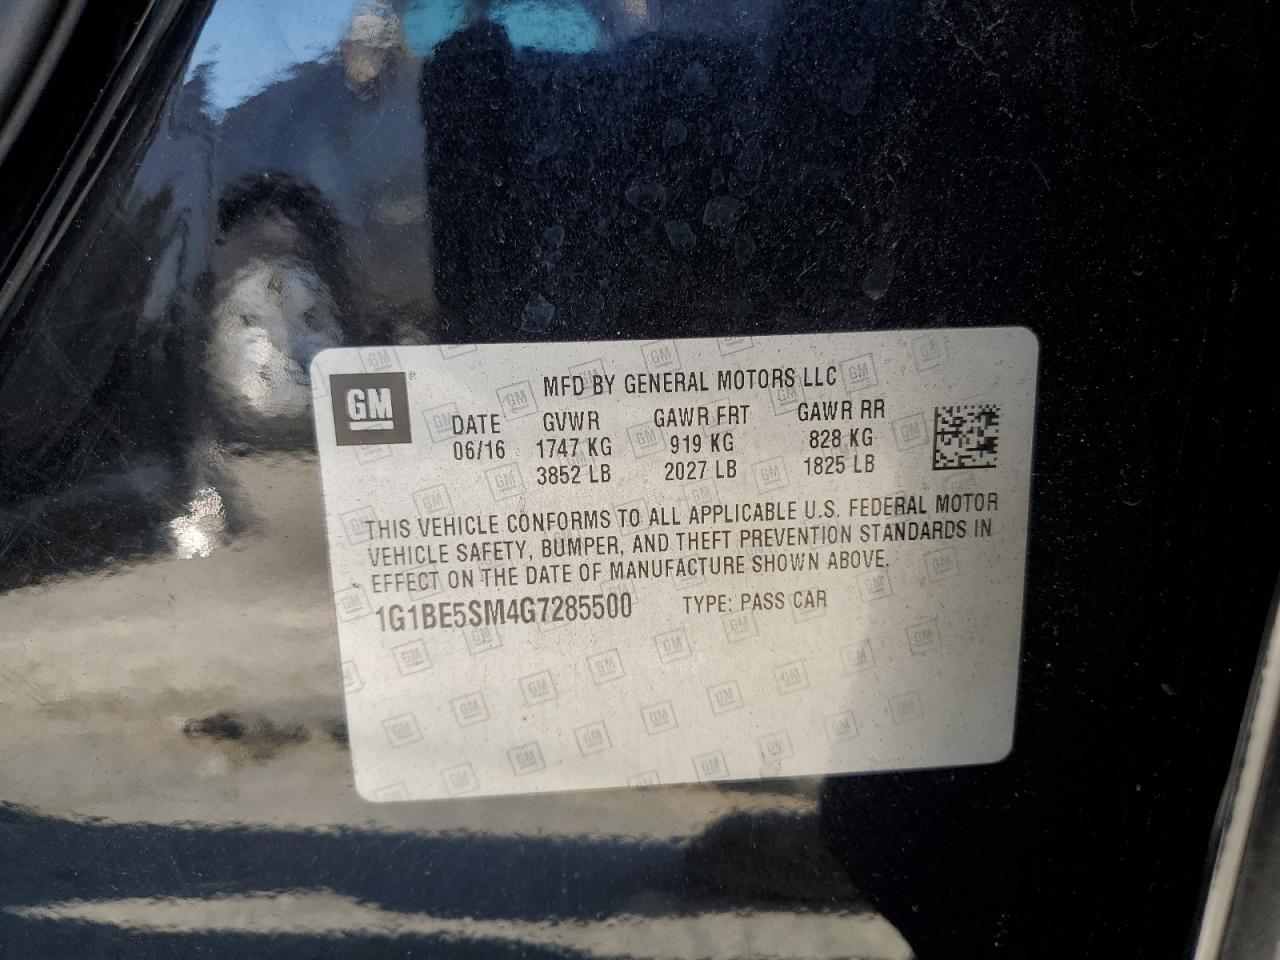 GM
MFD BY GENERAL MOTORS LLC
DATE GVWR GAWR FRT GAWR RR
06/16 1747 KG 919 KG 828 KG
3852 LB 2027 LB 1825 LB
THIS VEHICLE CONFORMS TO ALL APPLICABLE U.S. FEDERAL MOTOR
VEHICLE SAFETY, BUMPER, AND THEFT PREVENTION STANDARDS IN
EFFECT ON THE DATE OF MANUFACTURE SHOWN ABOVE.
1G1BE5SM4G7285500 TYPE: PASS CAR